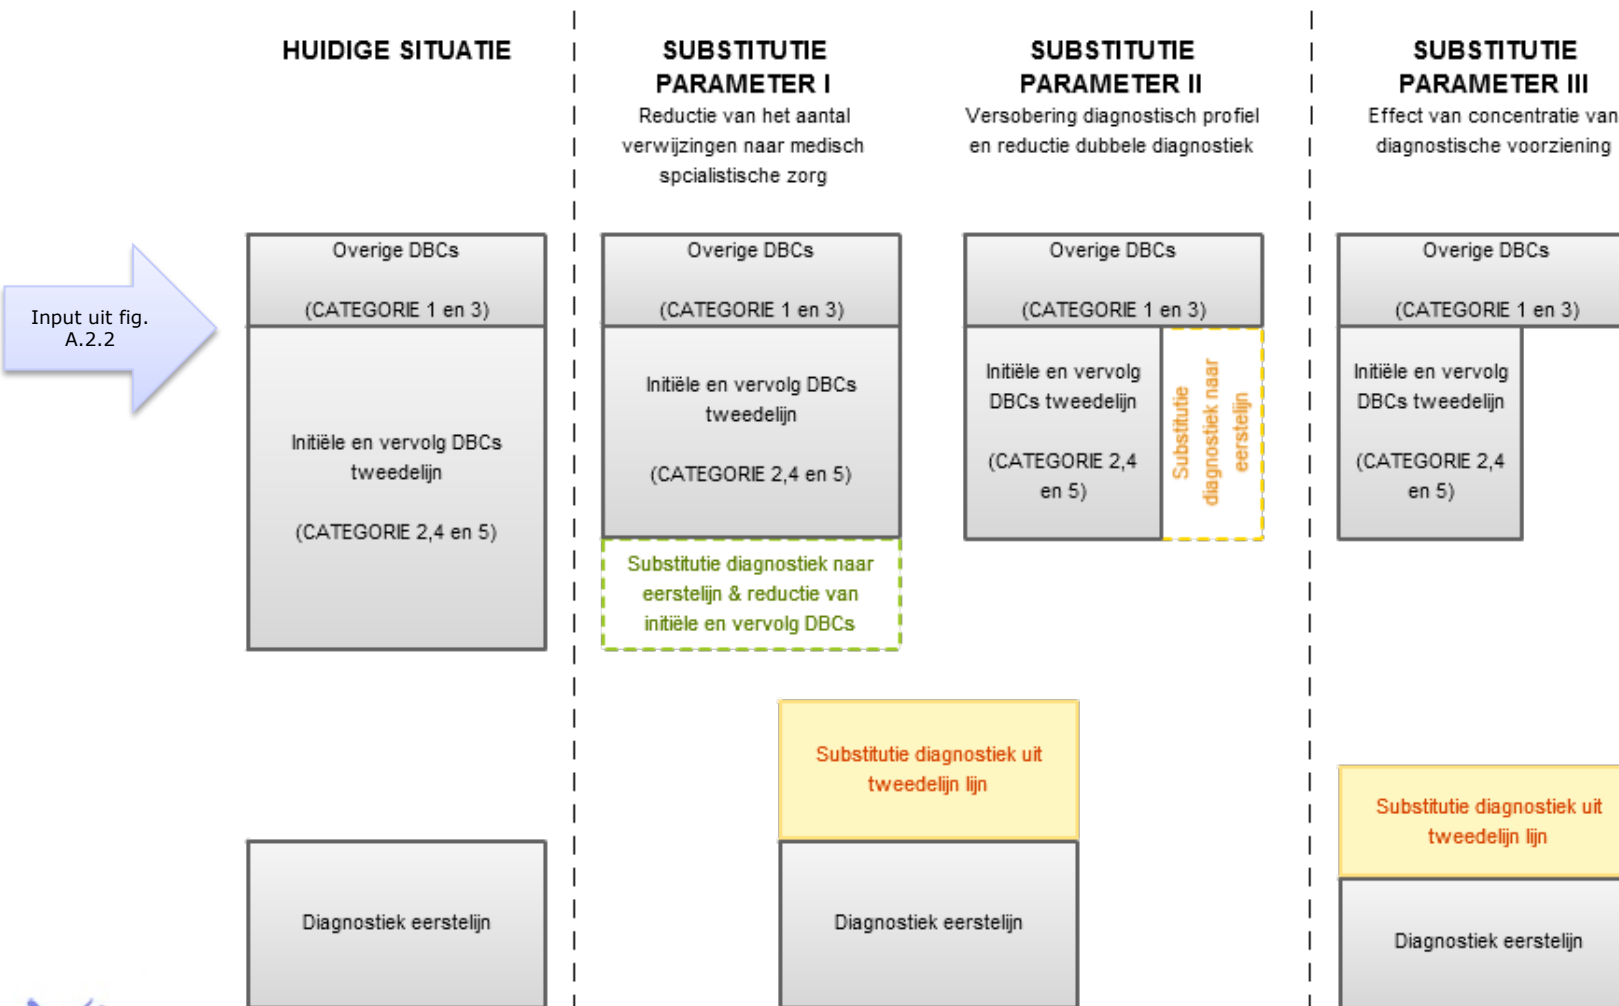 HUIDIGE SITUATIE
SUBSTITUTIE
PARAMETER I
Reductie van het aantal
verwijzingen naar medisch
spcialistische zorg
SUBSTITUTIE
PARAMETER II
Versobering diagnostisch profiel
en reductie dubbele diagnostiek
SUBSTITUTIE
PARAMETER III
Effect van concentratie van
diagnostische voorziening
Input uit fig.
A.2.2
Overige DBCs
(CATEGORIE 1 en 3)
Initiële en vervolg DBCs
tweedelijn
(CATEGORIE 2,4 en 5)
Overige DBCs
(CATEGORIE 1 en 3)
Initiële en vervolg DBCs
tweedelijn
(CATEGORIE 2,4 en 5)
Substitutie diagnostiek naar
eerstelijn & reductie van
initiële en vervolg DBCs
Overige DBCs
(CATEGORIE 1 en 3)
Initiële en vervolg
DBCs tweedelijn
(CATEGORIE 2,4
en 5)
Substitutie
diagnostiek naar
eerstelijn
Overige DBCs
(CATEGORIE 1 en 3)
Initiële en vervolg
DBCs tweedelijn
(CATEGORIE 2,4
en 5)
Substitutie diagnostiek uit
tweedelijn lijn
Substitutie diagnostiek uit
tweedelijn lijn
Diagnostiek eerstelijn
Diagnostiek eerstelijn
Diagnostiek eerstelijn